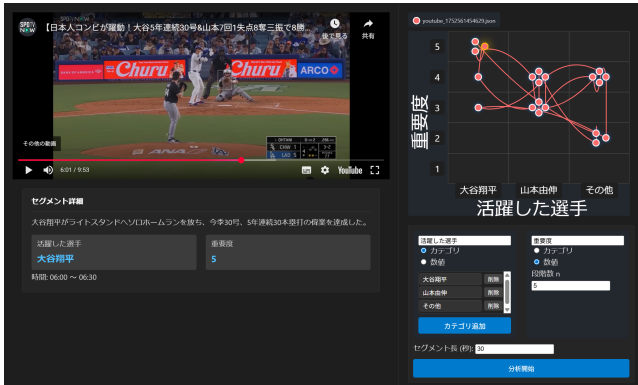 SPOTV NOW
【日本人コンビが躍動！大谷5年連続30号&山本7回1失点8奪三振で8勝...
後で見る
共有
Churu
Churu
ARCO
その他の動画
OHTANI
CHW 3
LAD 5
6:01 / 9:53
YouTube
セグメント詳細
大谷翔平がライトスタンドへソロホームランを放ち、今季30号、5年連続30本塁打の偉業を達成した。
活躍した選手
大谷翔平
重要度
5
時間: 06:00 〜 06:30
youtube_1752561454629.json
重要度
5
4
3
2
1
大谷翔平
山本由伸
その他
活躍した選手
活躍した選手
カテゴリ
数値
大谷翔平 削除
山本由伸 削除
その他 削除
カテゴリ追加
重要度
カテゴリ
数値
段階数 n
5
セグメント長 (秒): 30
分析開始